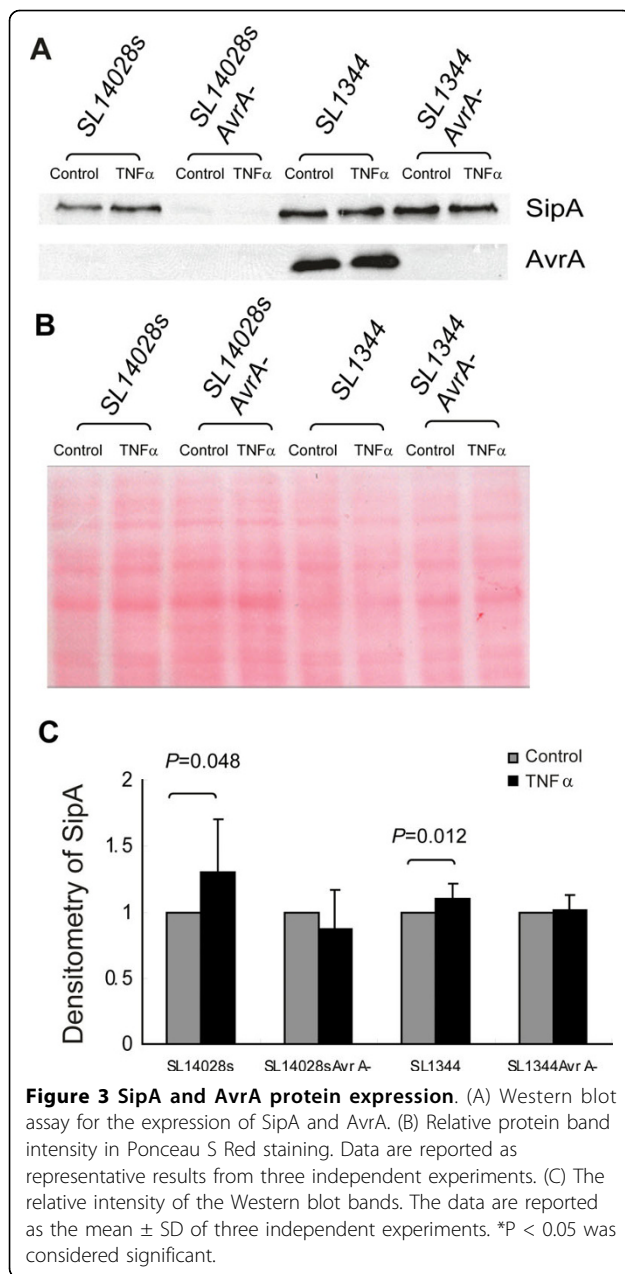 A
SL14028s
SL14028s
AvrA-
SL1344
SL1344
AvrA-
Control TNFα Control TNFα Control TNFα Control TNFα
SipA
AvrA
B
SL14028s
SL14028s
AvrA-
SL1344
SL1344
AvrA-
Control TNFα Control TNFα Control TNFα Control TNFα
C
Densitometry of SipA
2
1.5
1
0.5
0
P=0.048
P=0.012
Control
TNF α
SL14028s SL14028sAvr A- SL1344 SL1344Avr A-
Figure 3 SipA and AvrA protein expression. (A) Western blot
assay for the expression of SipA and AvrA. (B) Relative protein band
intensity in Ponceau S Red staining. Data are reported as
representative results from three independent experiments. (C) The
relative intensity of the Western blot bands. The data are reported
as the mean ± SD of three independent experiments. *P < 0.05 was
considered significant.